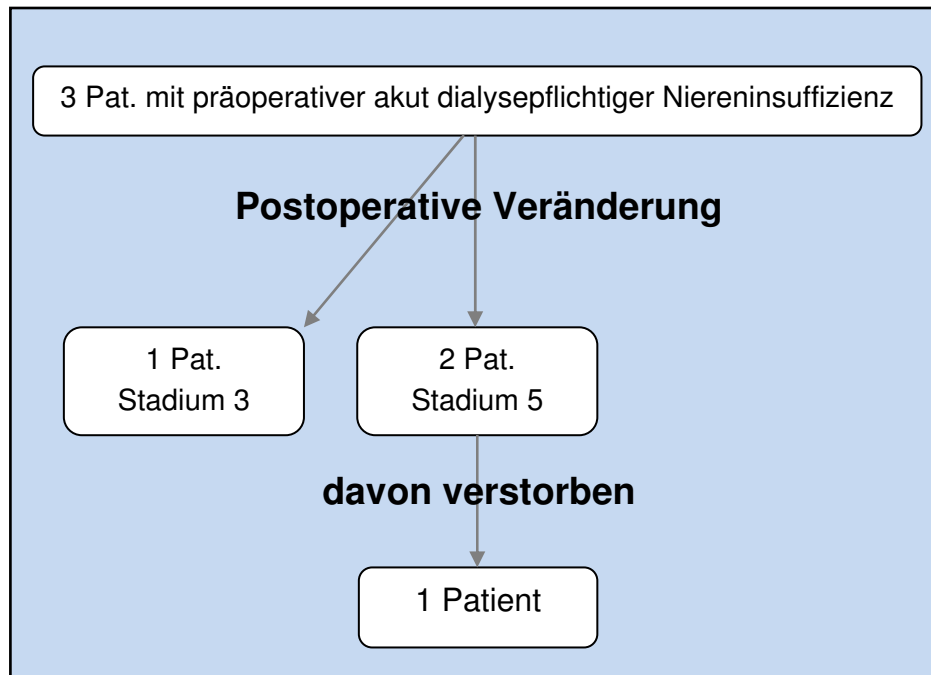 3 Pat. mit präoperativer akut dialysepflichtiger Niereninsuffizienz
Postoperative Veränderung
1 Pat.
Stadium 3
2 Pat.
Stadium 5
davon verstorben
1 Patient